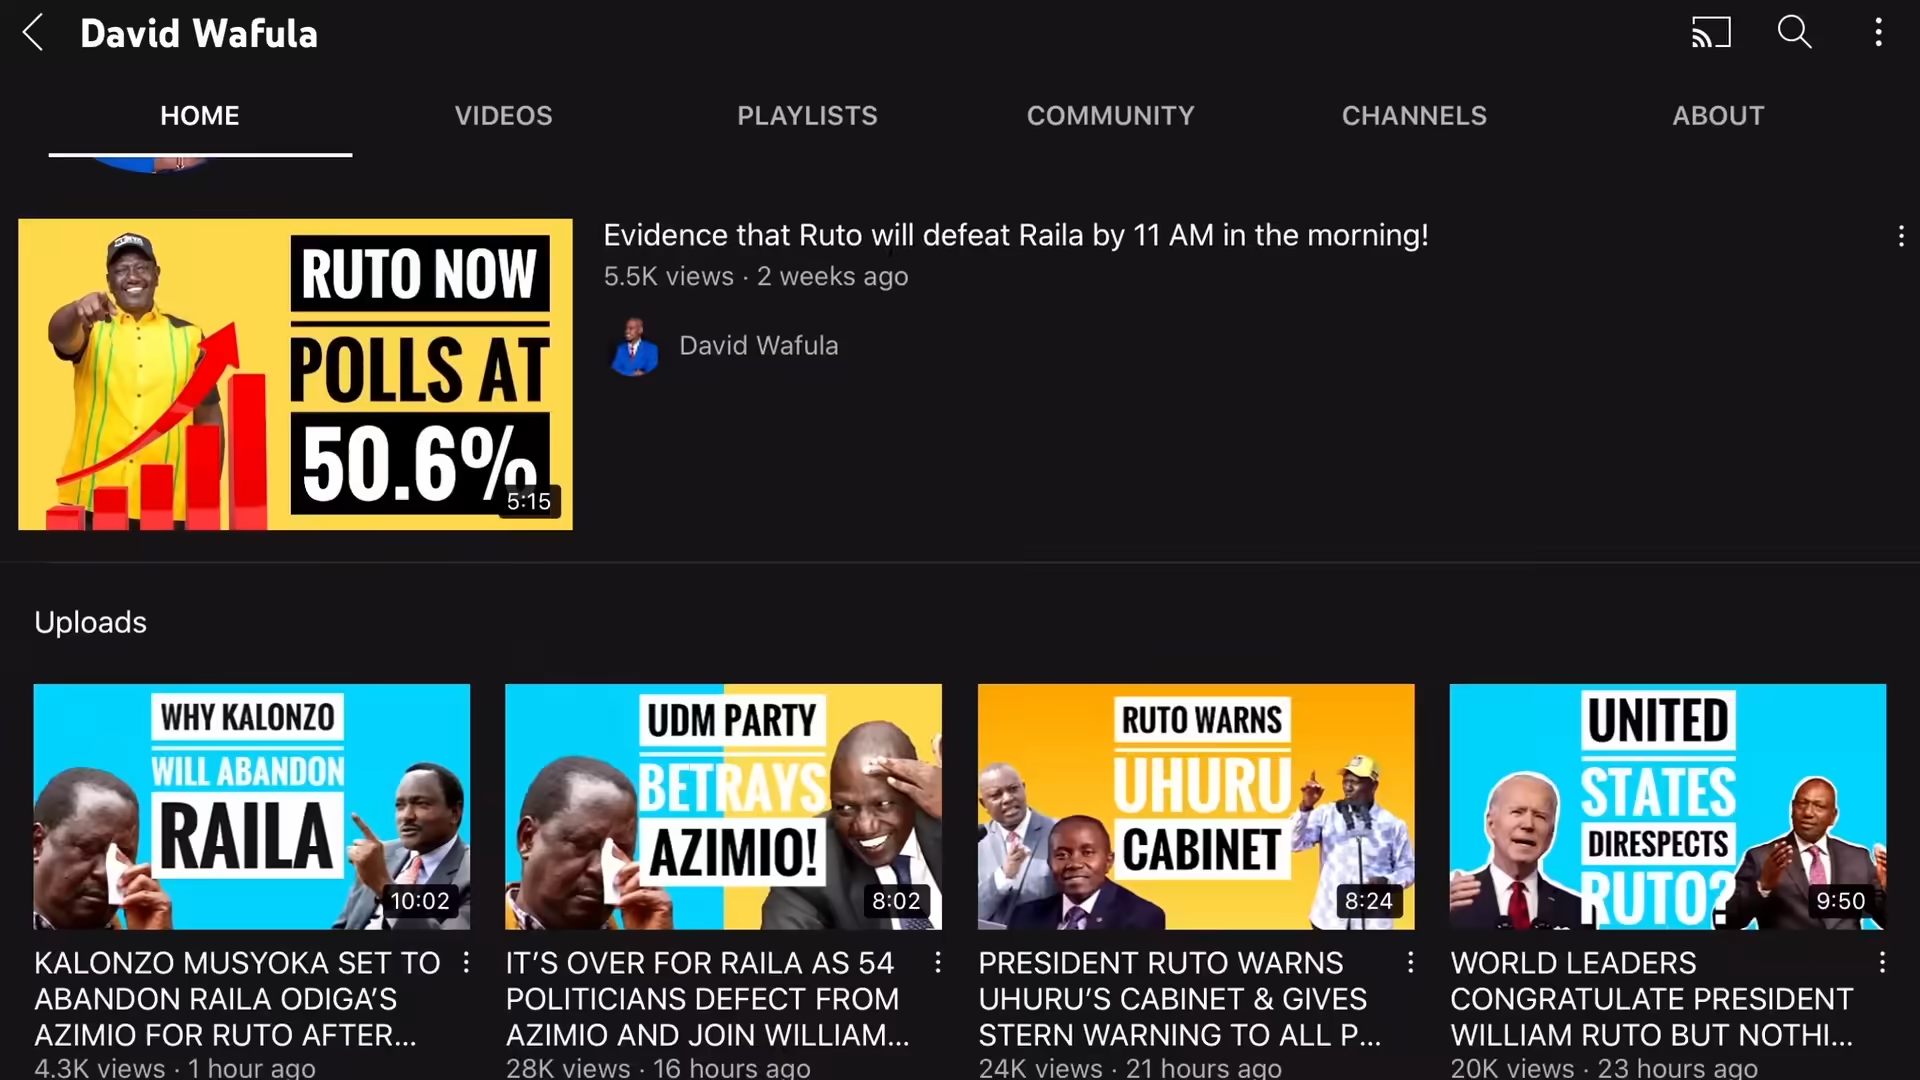 David Wafula
HOME
VIDEOS
PLAYLISTS
COMMUNITY
CHANNELS
ABOUT
RUTO NOW
POLLS AT
50.6%
5:15
Evidence that Ruto will defeat Raila by 11 AM in the morning!
5.5K views · 2 weeks ago
David Wafula
Uploads
WHY KALONZO
WILL ABANDON
RAILA
10:02
KALONZO MUSYOKA SET TO
ABANDON RAILA ODIGA’S
AZIMIO FOR RUTO AFTER...
4.3K views · 1 hour ago
UDM PARTY
BETRAYS
AZIMIO!
8:02
IT’S OVER FOR RAILA AS 54
POLITICIANS DEFECT FROM
AZIMIO AND JOIN WILLIAM...
28K views · 16 hours ago
RUTO WARNS
UHURU
CABINET
8:24
PRESIDENT RUTO WARNS
UHURU’S CABINET & GIVES
STERN WARNING TO ALL P...
24K views · 21 hours ago
UNITED
STATES
DIRESPECTS
RUTO?
9:50
WORLD LEADERS
CONGRATULATE PRESIDENT
WILLIAM RUTO BUT NOTHI...
20K views · 23 hours ago